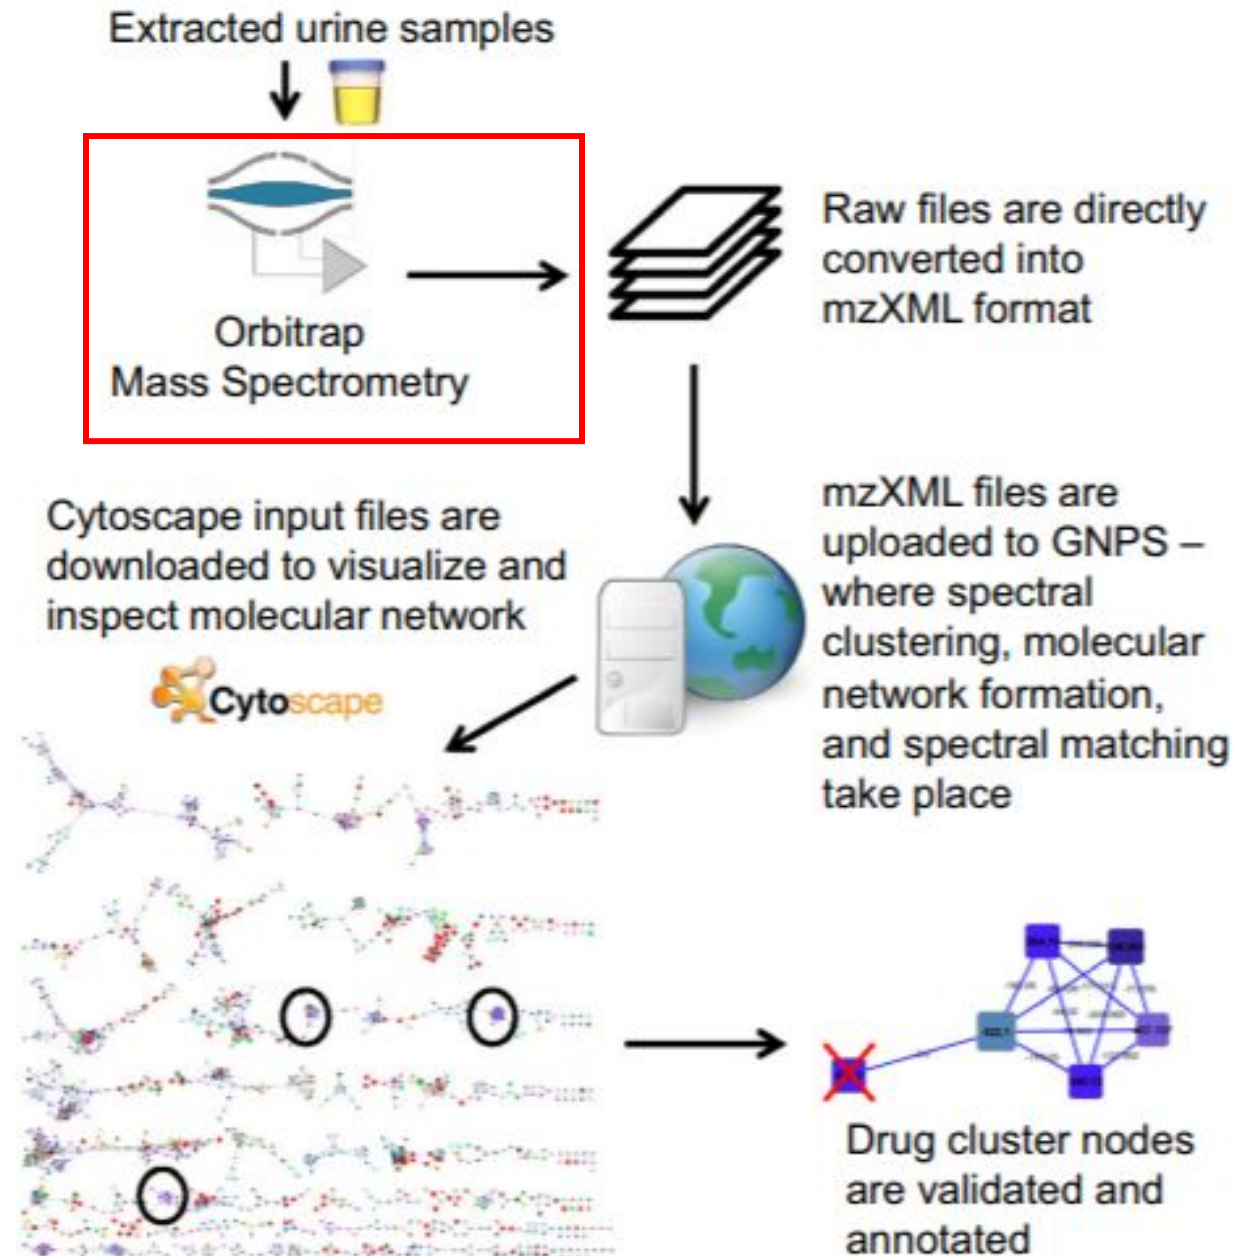 Extracted urine samples
Orbitrap
Mass Spectrometry
Raw files are directly
converted into
mzXML format
mzXML files are
uploaded to GNPS –
where spectral
clustering, molecular
network formation,
and spectral matching
take place
Cytoscape input files are
downloaded to visualize and
inspect molecular network
Cytoscape
Drug cluster nodes
are validated and
annotated